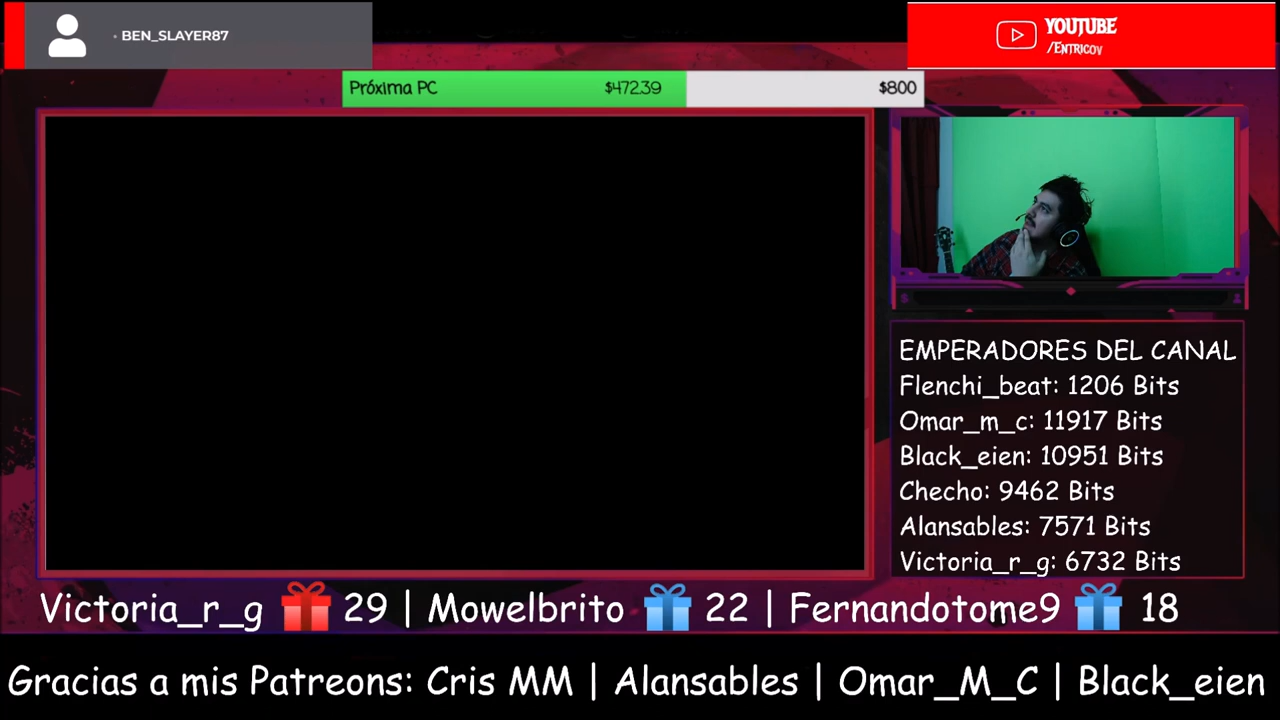 • BEN_SLAYER87
YOUTUBE
/ENTRICOV
Próxima PC $472.39 $800
EMPERADORES DEL CANAL
Flenchi_beat: 1206 Bits
Omar_m_c: 11917 Bits
Black_eien: 10951 Bits
Checho: 9462 Bits
Alansables: 7571 Bits
Victoria_r_g: 6732 Bits
Victoria_r_g 29 | Mowelbrito 22 | Fernandotome9 18
Gracias a mis Patreons: Cris MM | Alansables | Omar_M_C | Black_eien